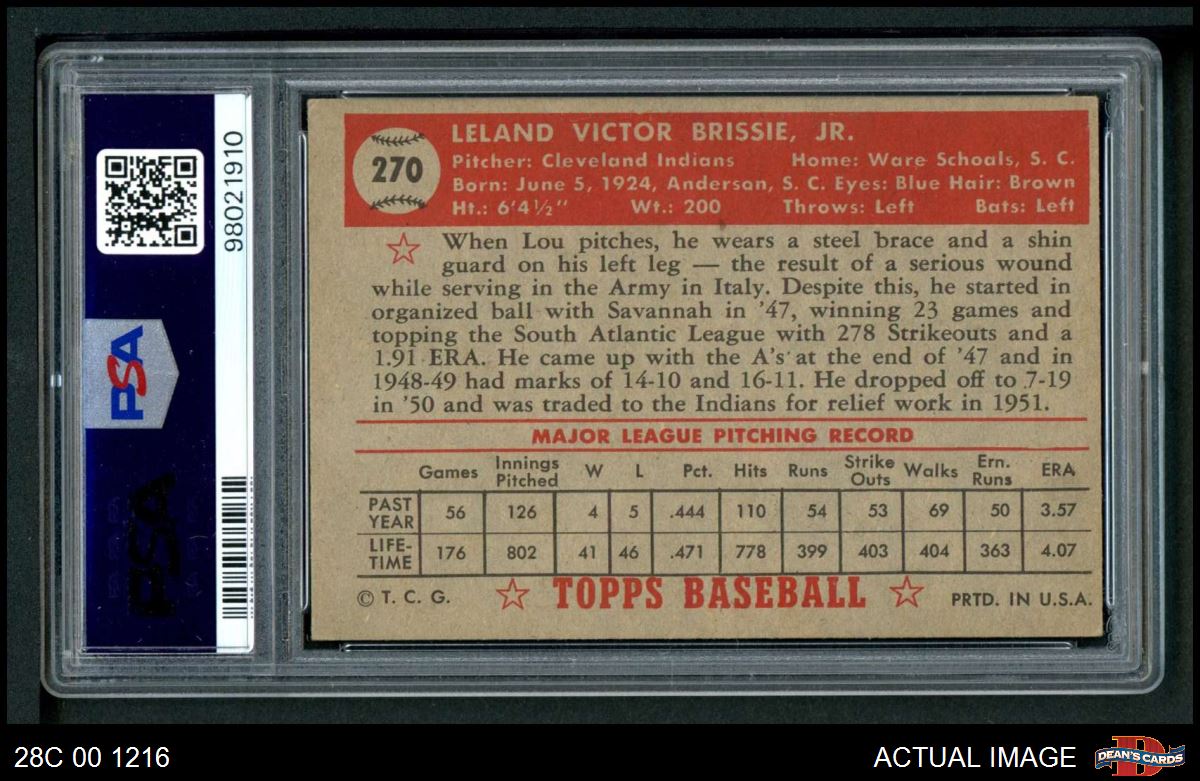 PSA
98021910
PSA
270
LELAND VICTOR BRISSIE, JR.
Pitcher: Cleveland Indians Home: Ware Schoals, S. C.
Born: June 5, 1924, Anderson, S. C. Eyes: Blue Hair: Brown
Ht.: 6'4½" Wt.: 200 Throws: Left Bats: Left
When Lou pitches, he wears a steel brace and a shin
guard on his left leg — the result of a serious wound
while serving in the Army in Italy. Despite this, he started in
organized ball with Savannah in '47, winning 23 games and
topping the South Atlantic League with 278 Strikeouts and a
1.91 ERA. He came up with the A's at the end of '47 and in
1948-49 had marks of 14-10 and 16-11. He dropped off to 7-19
in '50 and was traded to the Indians for relief work in 1951.
MAJOR LEAGUE PITCHING RECORD
Games Innings Pitched W L Pct. Hits Runs Strike Outs Walks Ern. Runs ERA
PAST YEAR 56 126 4 5 .444 110 54 53 69 50 3.57
LIFE-TIME 176 802 41 46 .471 778 399 403 404 363 4.07
© T. C. G. TOPPS BASEBALL PRTD. IN U.S.A.
28C 00 1216 ACTUAL IMAGE DEAN'S CARDS